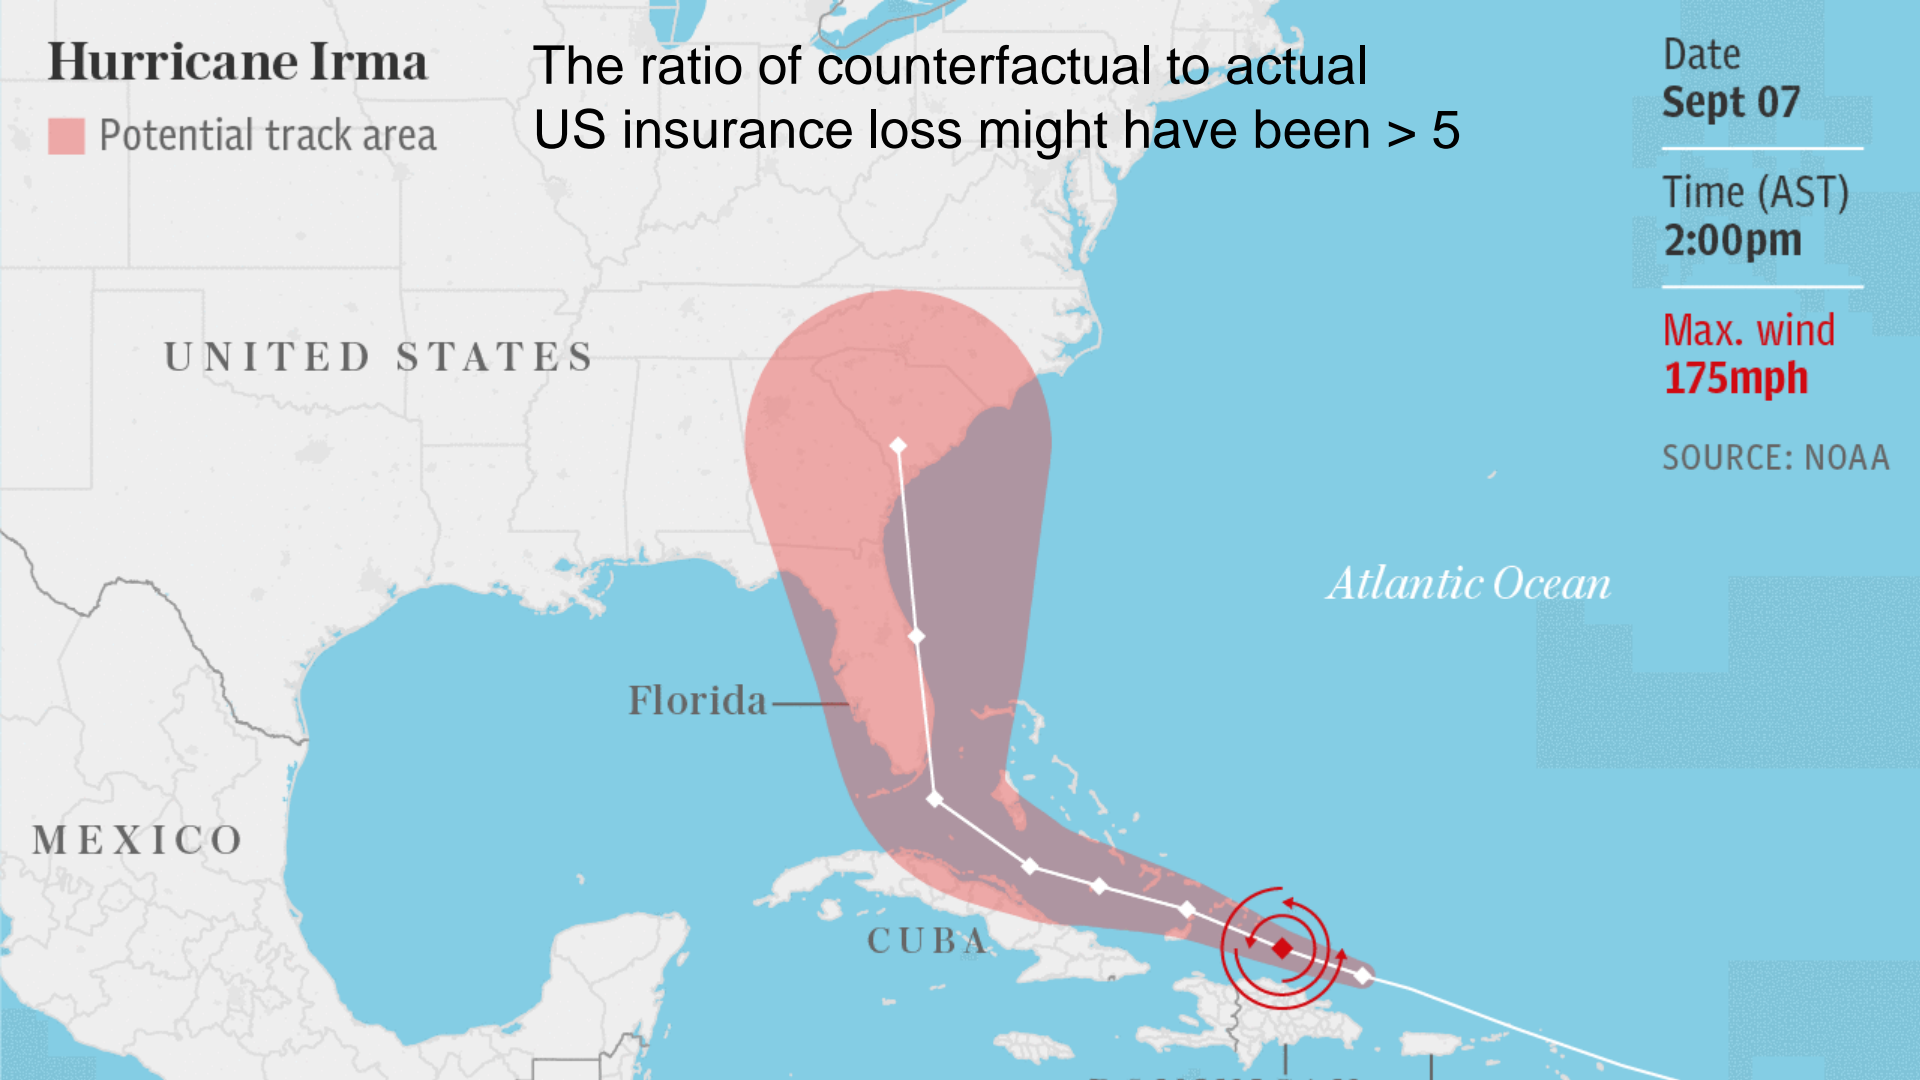 Hurricane Irma
Potential track area
The ratio of counterfactual to actual
US insurance loss might have been > 5
Date
Sept 07
Time (AST)
2:00pm
Max. wind
175mph
SOURCE: NOAA
UNITED STATES
Atlantic Ocean
Florida
MEXICO
CUBA